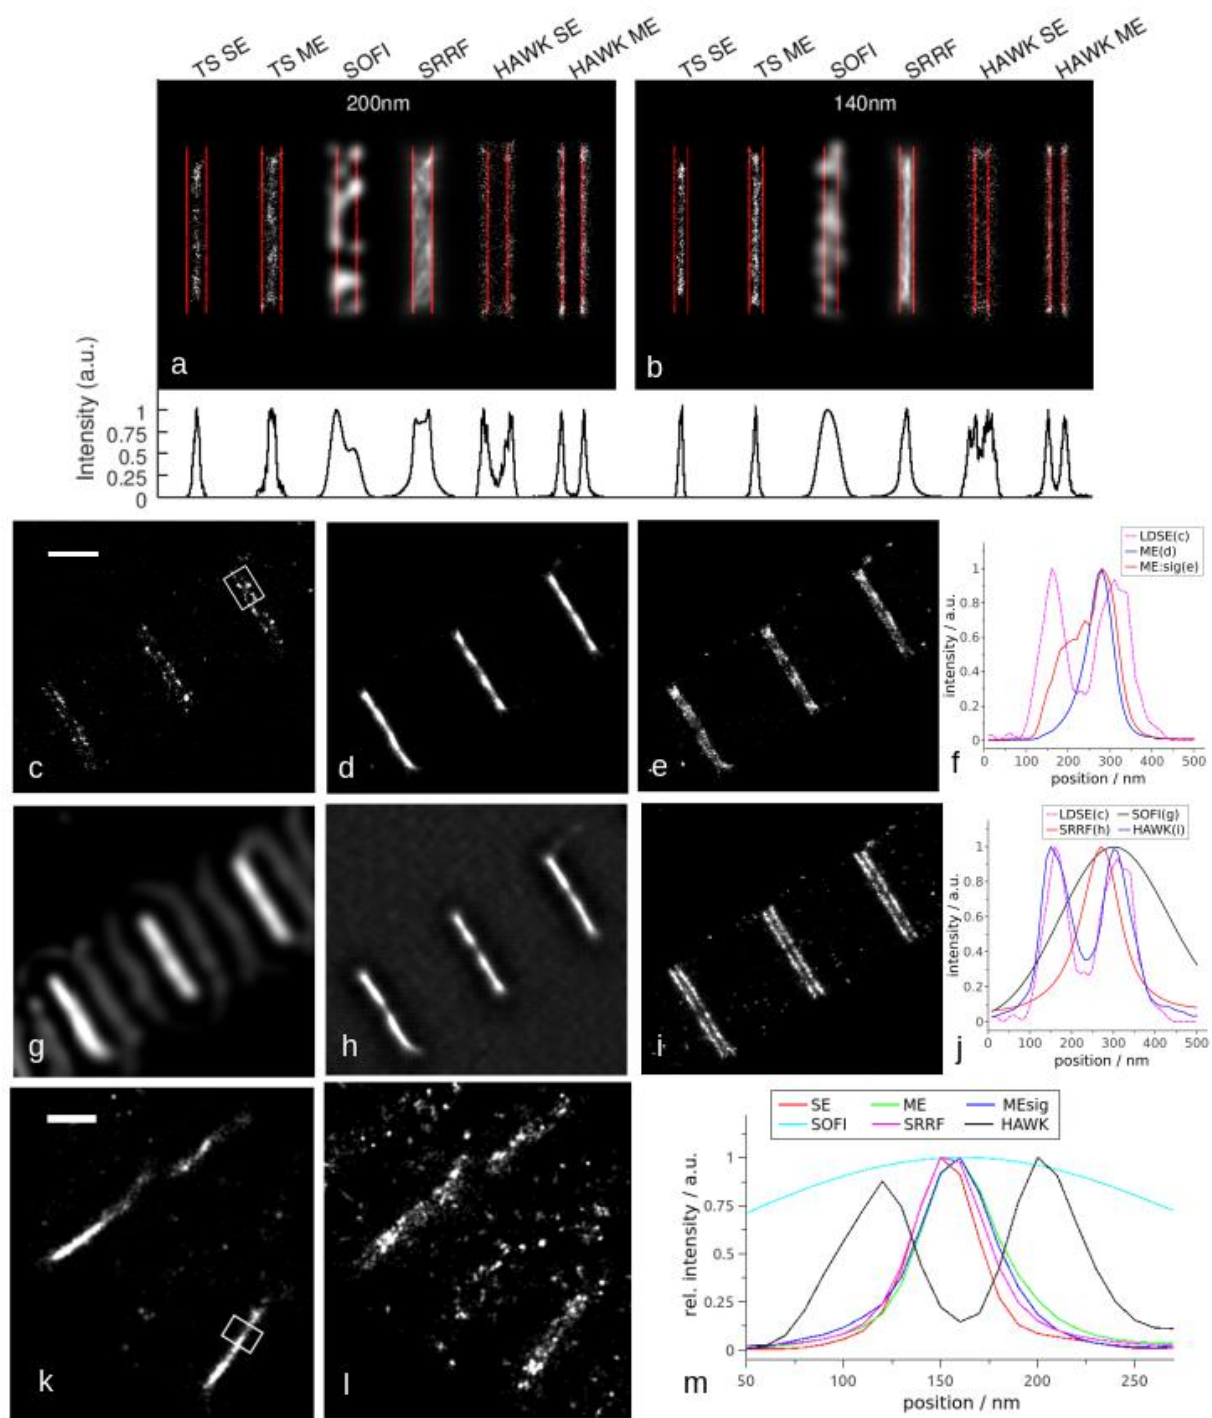 TS SE TS ME SOFI SRRF HAWK SE HAWK ME TS SE TS ME SOFI SRRF HAWK SE HAWK ME
200nm 140nm
a b
Intensity (a.u.)
1
0.75
0.5
0.25
0
c d e f
LDSE(c)
ME(d)
ME:sig(e)
intensity / a.u.
1
0.8
0.6
0.4
0.2
0
0 100 200 300 400 500
position / nm
g h i j
LDSE(c) SOFI(g)
SRRF(h) HAWK(i)
intensity / a.u.
1
0.8
0.6
0.4
0.2
0
0 100 200 300 400 500
position / nm
k l m
SE ME MEsig
SOFI SRRF HAWK
rel. intensity / a.u.
1
0.75
0.5
0.25
0
50 100 150 200 250
position / nm